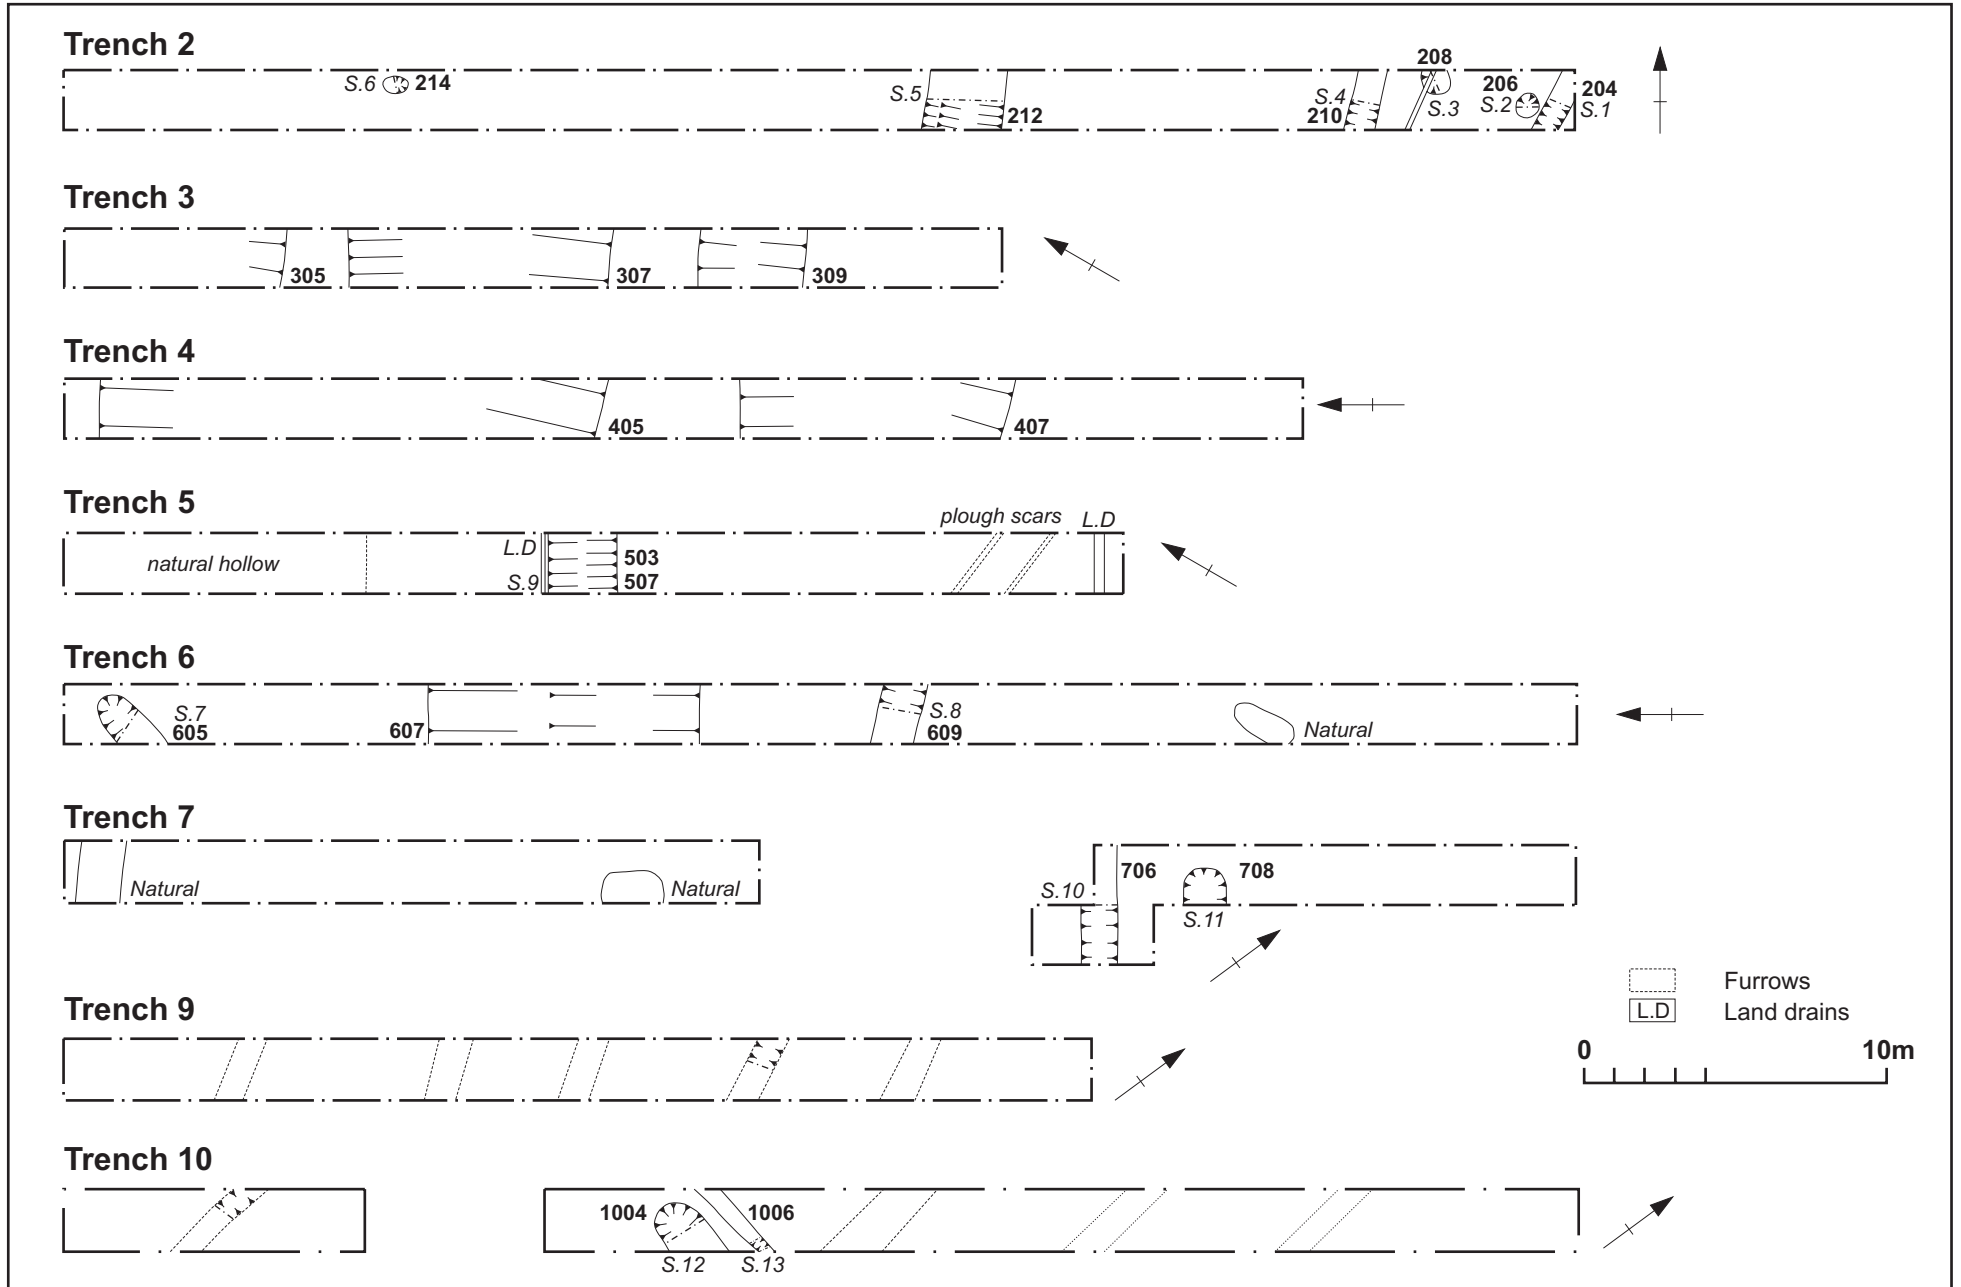 Trench 2
S.6 214
S.5
212
S.4
210
208
S.3
206
S.2
204
S.1
Trench 3
305
307
309
Trench 4
405
407
Trench 5
natural hollow
L.D
S.9
503
507
plough scars
L.D
Trench 6
S.7
605
607
S.8
609
Natural
Trench 7
Natural
Natural
S.10
706
708
S.11
Furrows
L.D Land drains
0 10m
Trench 9
Trench 10
1004
1006
S.12
S.13